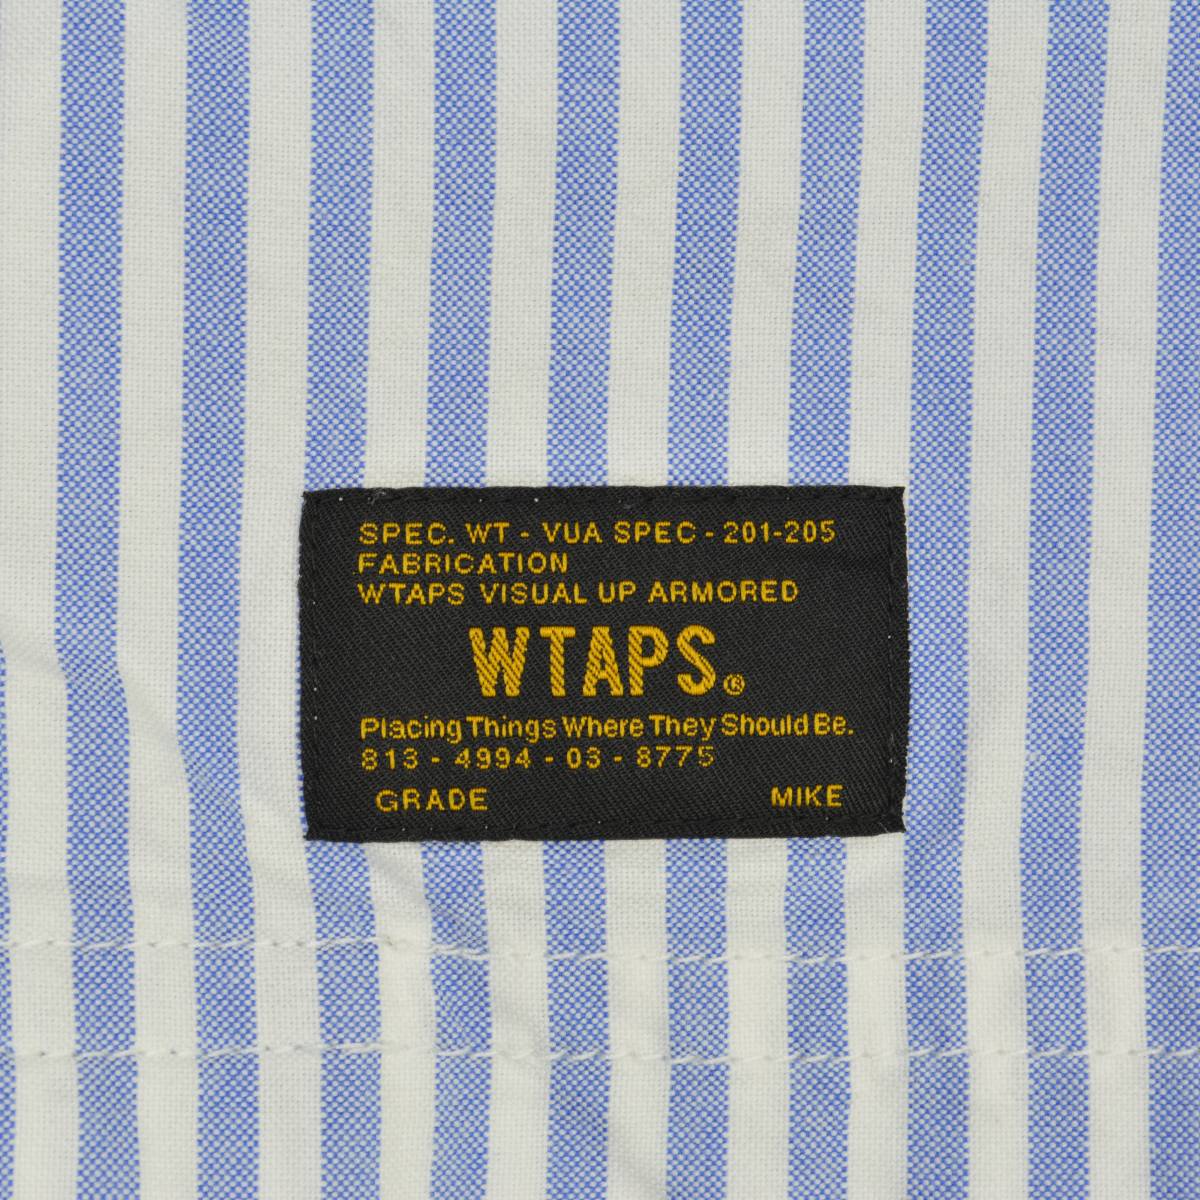 SPEC. WT - VUA SPEC - 201-205
FABRICATION
WTAPS VISUAL UP ARMORED
WTAPS.®
Placing Things Where They Should Be.
813 - 4994 - 03 - 8775
GRADE MIKE